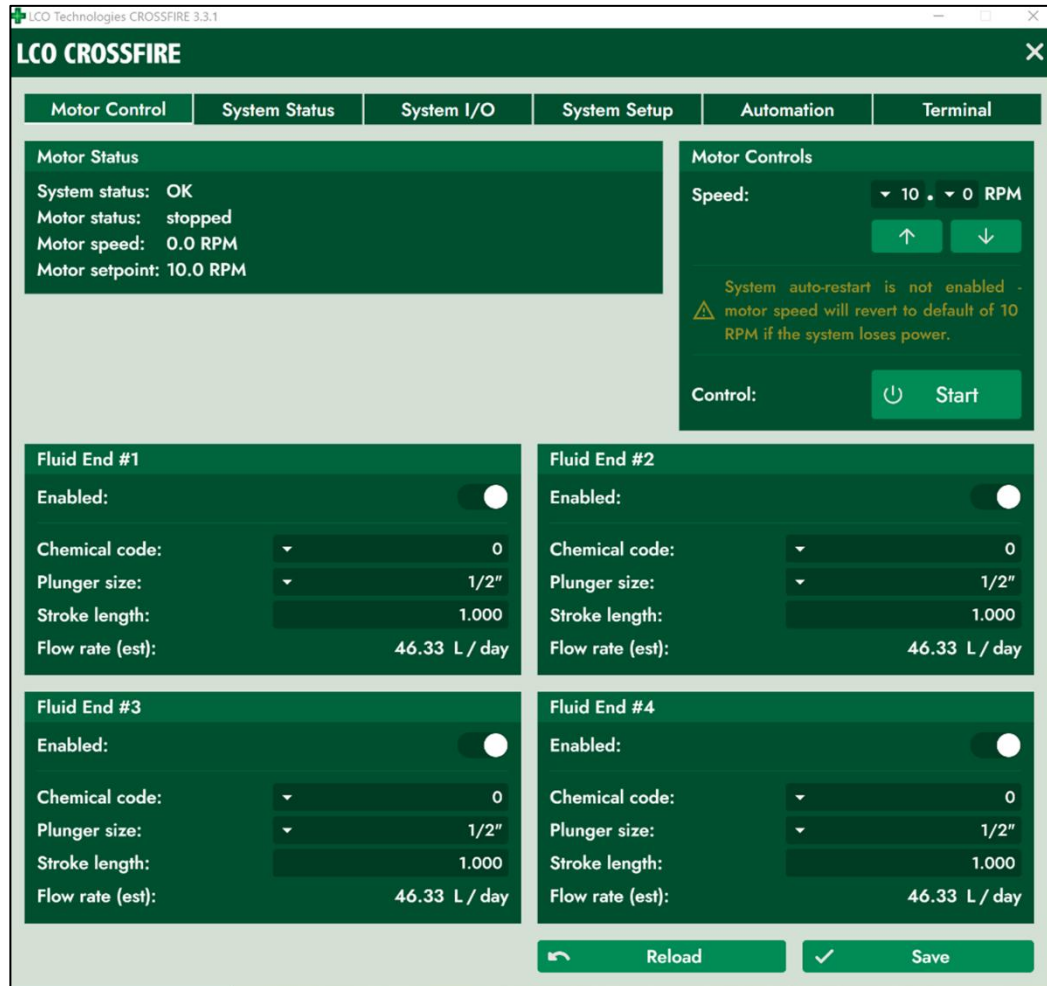 LCO Technologies CROSSFIRE 3.3.1
LCO CROSSFIRE
Motor Control System Status System I/O System Setup Automation Terminal
Motor Status
System status: OK
Motor status: stopped
Motor speed: 0.0 RPM
Motor setpoint: 10.0 RPM
Motor Controls
Speed: 10 . 0 RPM
System auto-restart is not enabled -
motor speed will revert to default of 10
RPM if the system loses power.
Control: Start
Fluid End #1
Enabled:
Chemical code: 0
Plunger size: 1/2"
Stroke length: 1.000
Flow rate (est): 46.33 L / day
Fluid End #2
Enabled:
Chemical code: 0
Plunger size: 1/2"
Stroke length: 1.000
Flow rate (est): 46.33 L / day
Fluid End #3
Enabled:
Chemical code: 0
Plunger size: 1/2"
Stroke length: 1.000
Flow rate (est): 46.33 L / day
Fluid End #4
Enabled:
Chemical code: 0
Plunger size: 1/2"
Stroke length: 1.000
Flow rate (est): 46.33 L / day
Reload Save